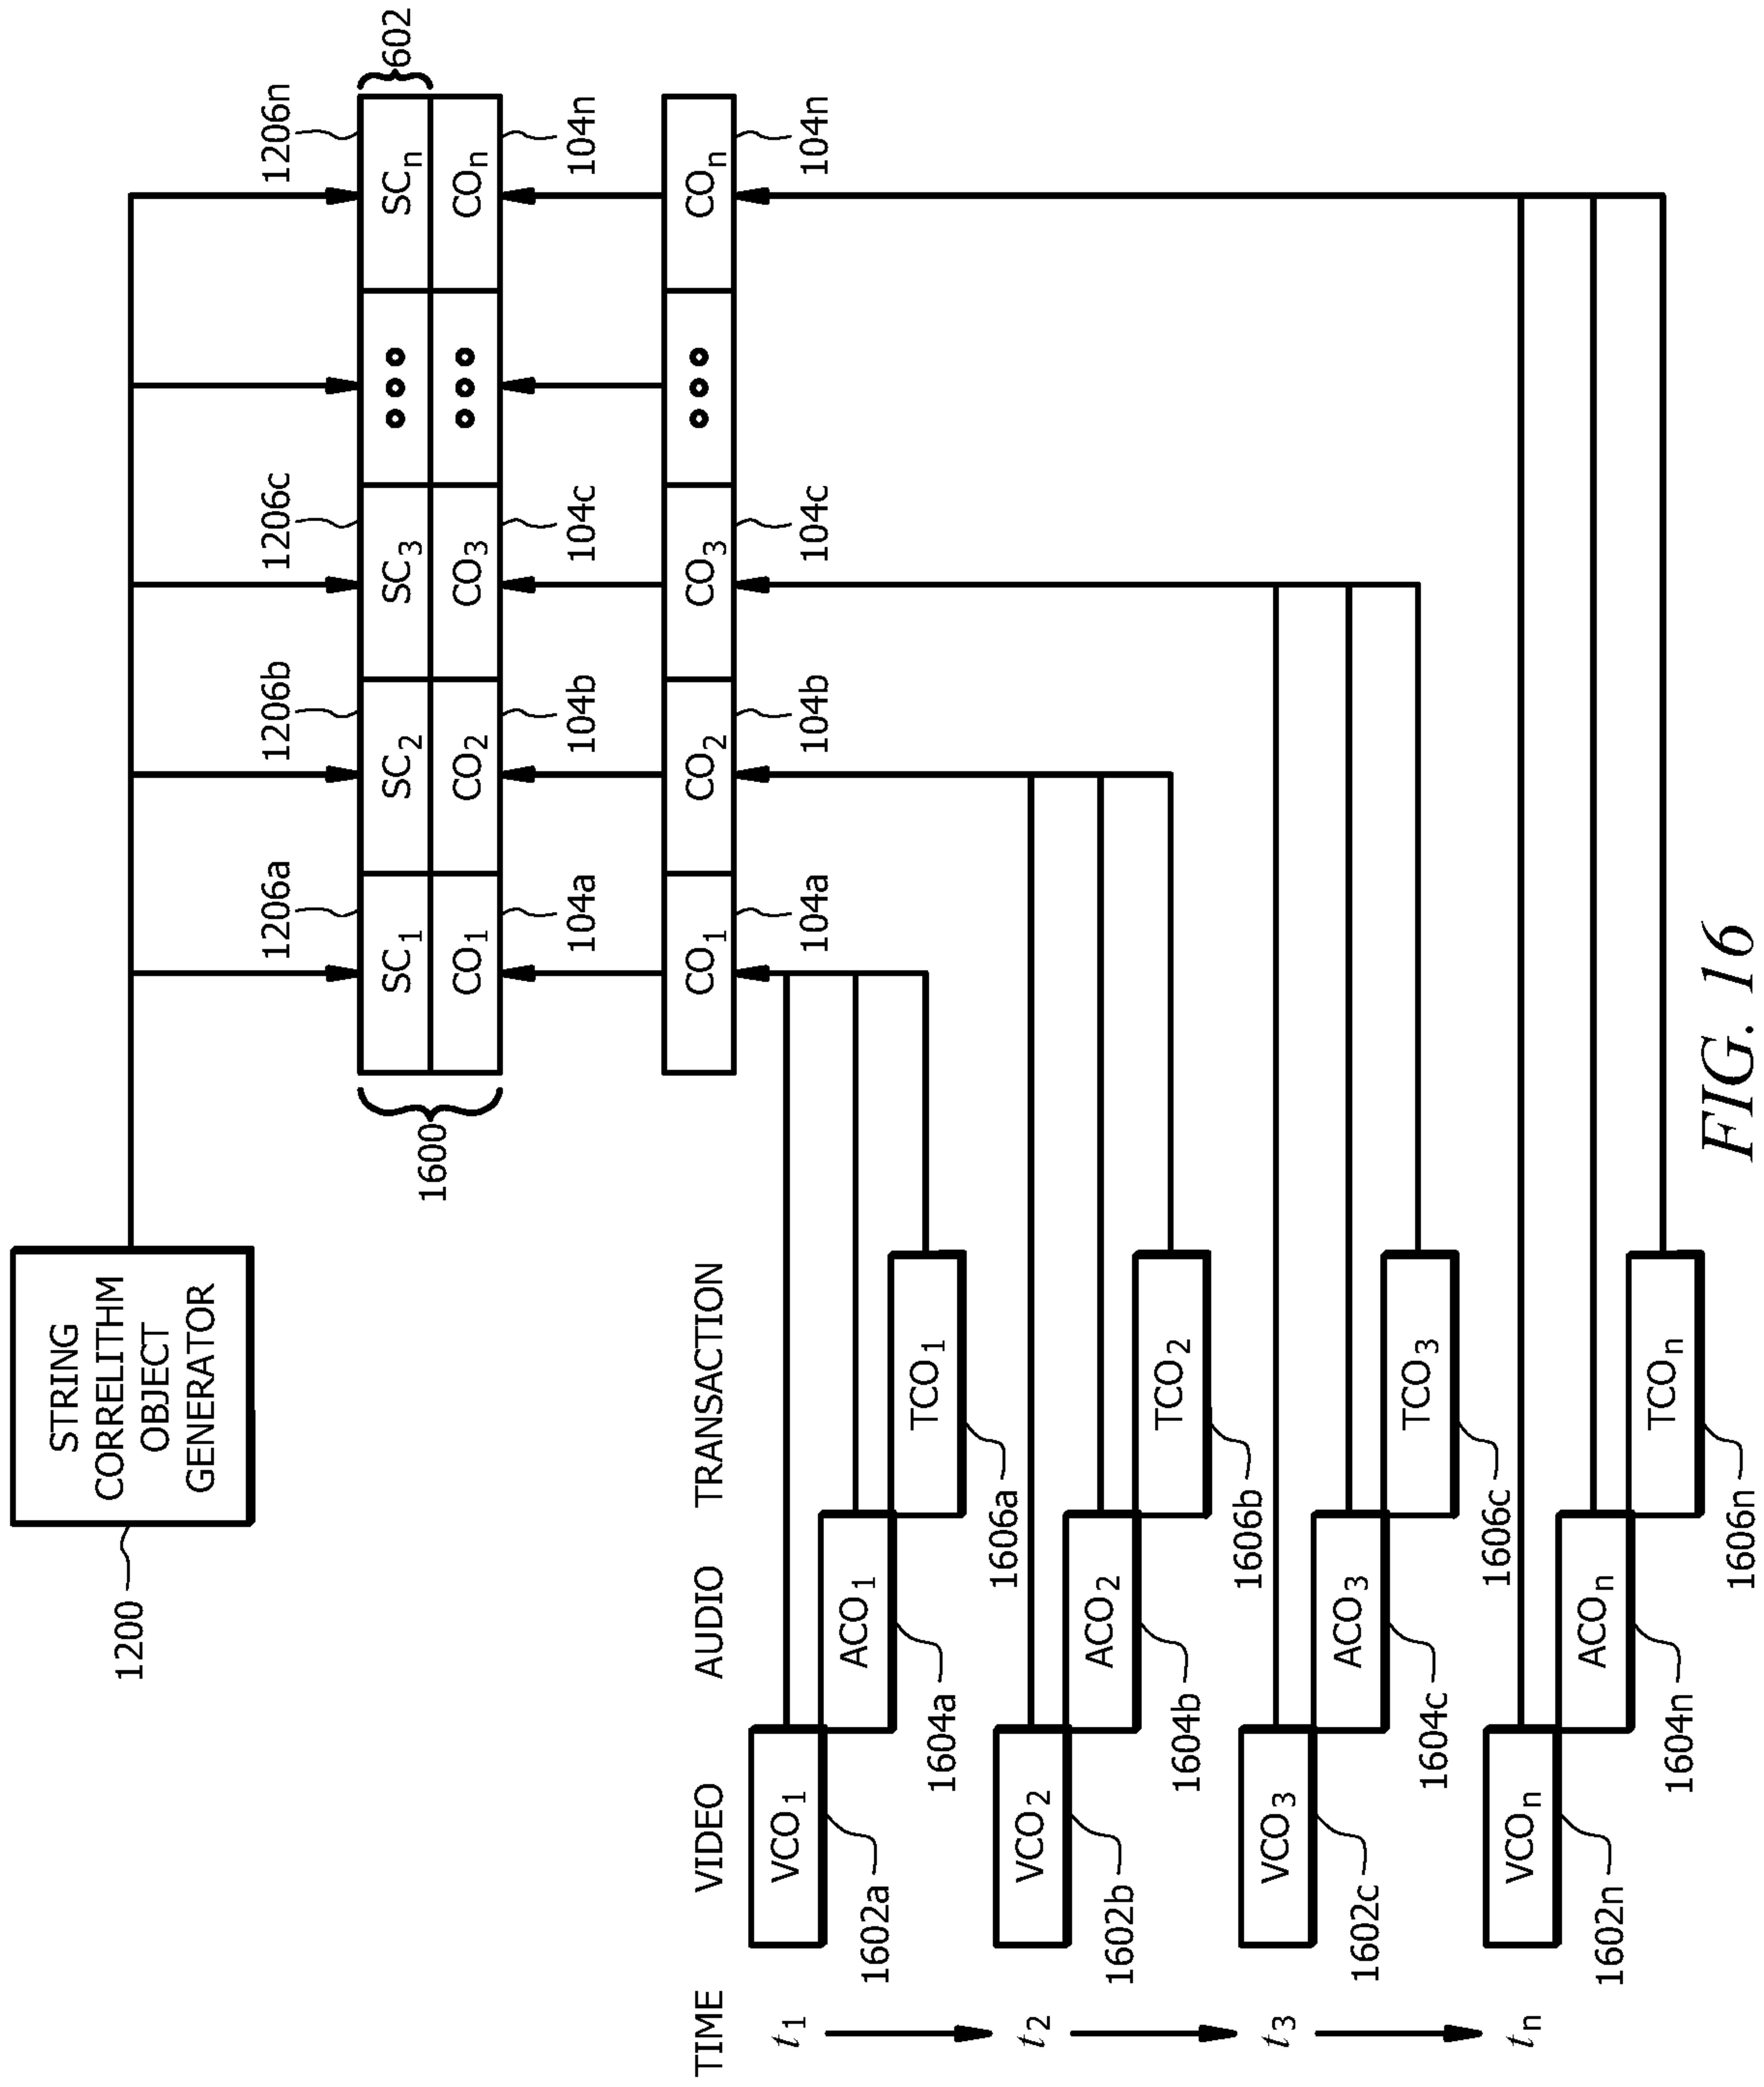 STRING
CORRELITHM
OBJECT
GENERATOR
1200
1206a
1206b
1206c
1206n
602
SC1
SC2
SC3
SCn
1600
CO1
CO2
CO3
COn
104a
104b
104c
104n
CO1
CO2
CO3
COn
104a
104b
104c
104n
TIME
VIDEO
AUDIO
TRANSACTION
t1
VCO1
ACO1
TCO1
1602a
1604a
1606a
t2
VCO2
ACO2
TCO2
1602b
1604b
1606b
t3
VCO3
ACO3
TCO3
1602c
1604c
1606c
tn
VCOn
ACOn
TCOn
1602n
1604n
1606n
FIG. 16